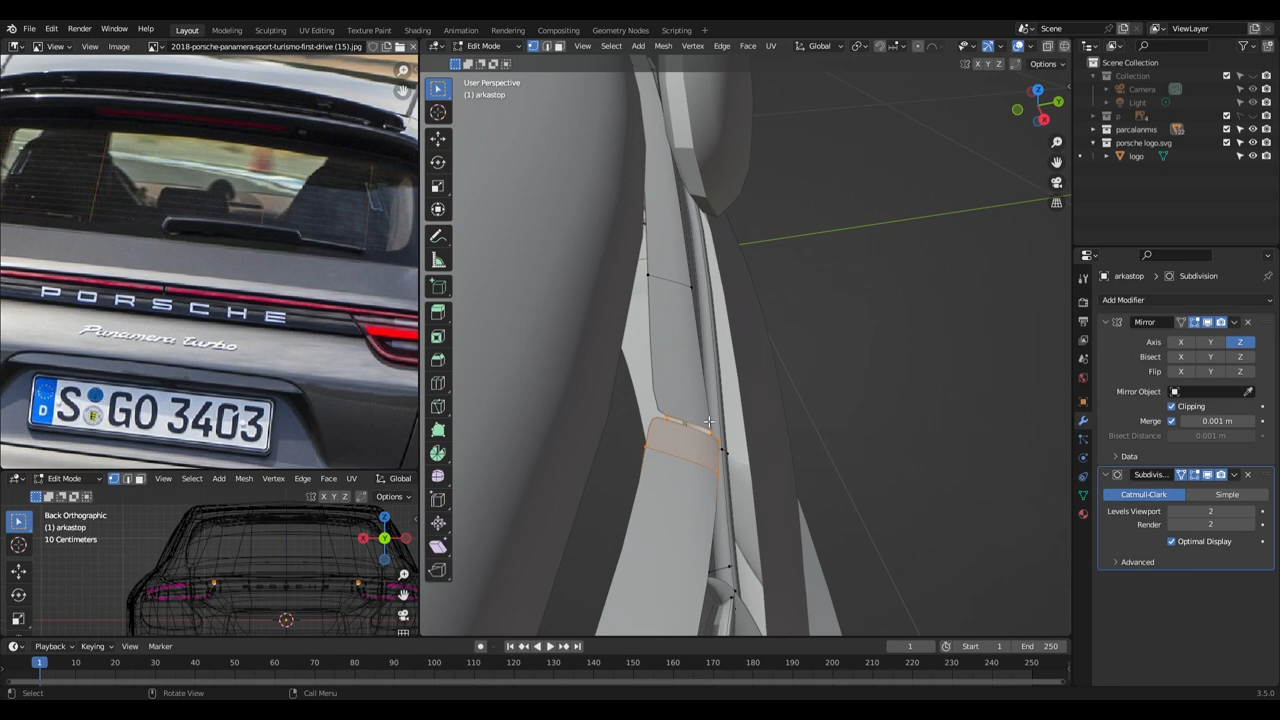 File Edit Render Window Help
Layout Modeling Sculpting UV Editing Texture Paint Shading Animation Rendering Compositing Geometry Nodes Scripting +
Scene
ViewLayer
View View Image 2018-porsche-panamera-sport-turismo-first-drive (15).jpg
Edit Mode View Select Add Mesh Vertex Edge Face UV Global
X Y Z Options
User Perspective
(1) arkastop
Z
Y
X
PORSCHE
Panamera Turbo
D S GO 3403
Edit Mode View Select Add Mesh Vertex Edge Face UV Global
X Y Z Options
Back Orthographic
(1) arkastop
10 Centimeters
Z
X Y
Scene Collection
Collection
Camera
Light
p 4
parcalanmis
porsche logo.svg
logo
arkastop Subdivision
Add Modifier
Mirror
Axis X Y Z
Bisect X Y Z
Flip X Y Z
Mirror Object
Clipping
Merge 0.001 m
Bisect Distance 0.001 m
Data
Subdivis...
Catmull-Clark Simple
Levels Viewport 2
Render 2
Optimal Display
Advanced
Playback Keying View Marker
1 Start 1 End 250
1 10 20 30 40 50 60 70 80 90 100 110 120 130 140 150 160 170 180 190 200 210 220 230 240 250
Select Rotate View Call Menu 3.5.0